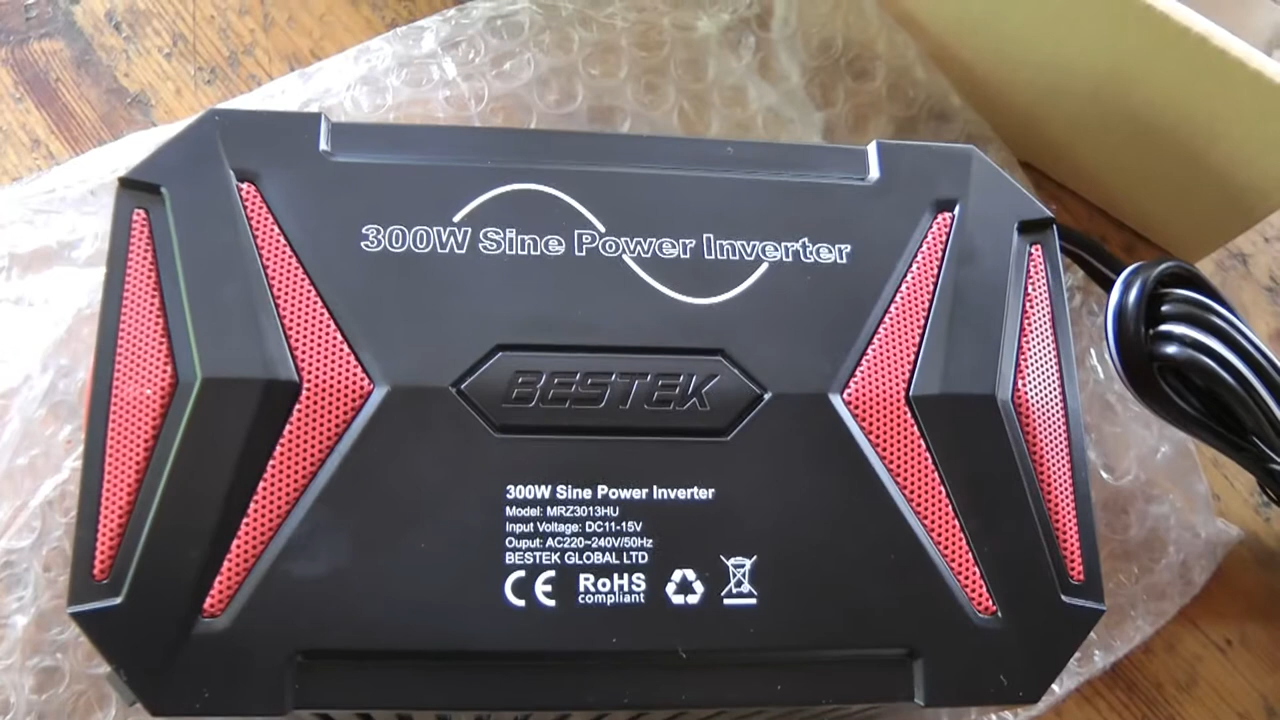 300W Sine Power Inverter
BESTEK
300W Sine Power Inverter
Model: MRZ3013HU
Input Voltage: DC11-15V
Ouput: AC220~240V/50Hz
BESTEK GLOBAL LTD
CE RoHS
compliant